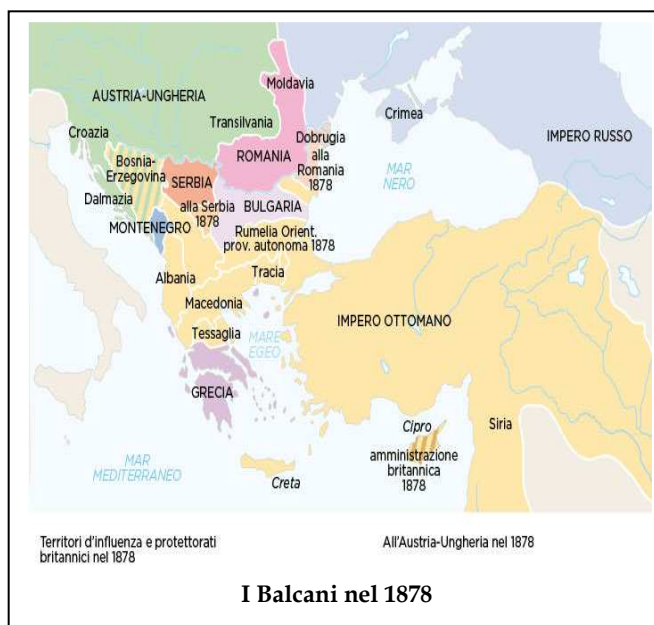 Moldavia
AUSTRIA-UNGHERIA
Transilvania
Crimea
Croazia
Dobrugia
alla
Romania
1878
IMPERO RUSSO
Bosnia-
Erzegovina
ROMANIA
MAR
NERO
SERBIA
Dalmazia
alla Serbia
1878
BULGARIA
MONTENEGRO
Rumelia Orient.
prov. autonoma 1878
Albania
Tracia
Macedonia
IMPERO OTTOMANO
Tessaglia
MARE
EGEO
GRECIA
Siria
Cipro
amministrazione
britannica
1878
MAR
MEDITERRANEO
Creta
Territori d'influenza e protettorati
britannici nel 1878
All'Austria-Ungheria nel 1878
I Balcani nel 1878